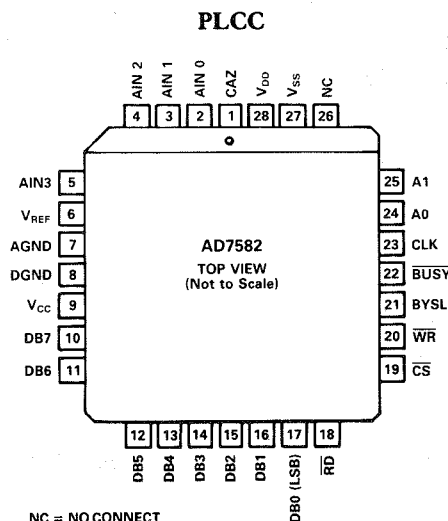 PLCC
AIN 2
AIN 1
AIN 0
CAZ
VDD
VSS
NC
4 3 2 1 28 27 26
AIN3 5
VREF 6
AGND 7
DGND 8
VCC 9
DB7 10
DB6 11
AD7582
TOP VIEW
(Not to Scale)
25 A1
24 A0
23 CLK
22 BUSY
21 BYSL
20 WR
19 CS
12 13 14 15 16 17 18
DB5
DB4
DB3
DB2
DB1
DB0 (LSB)
RD
NC = NO CONNECT